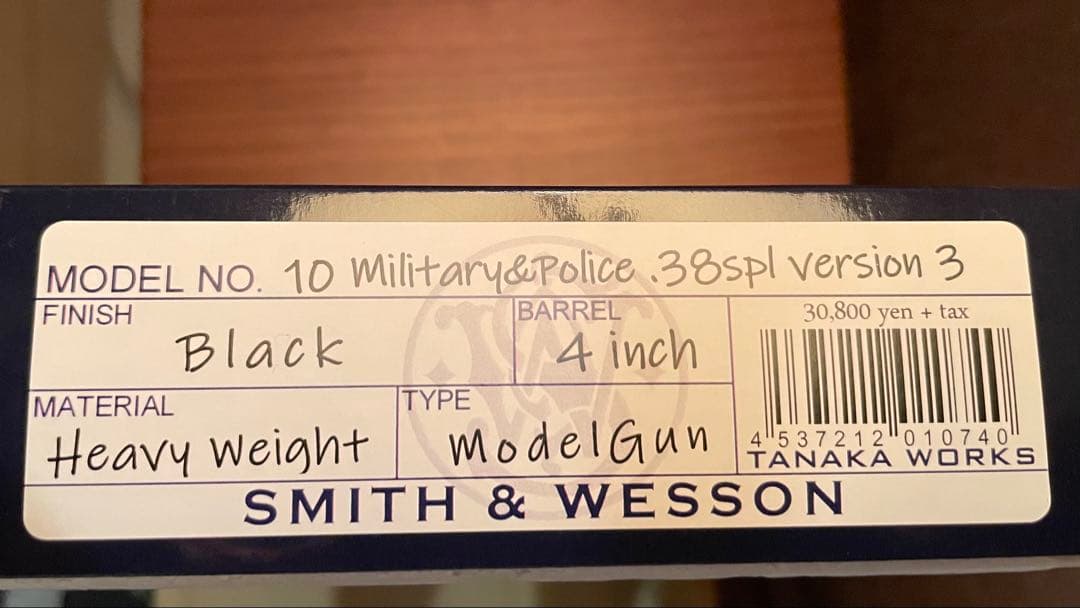 MODEL NO. 10 Military&Police .38spl version 3
FINISH
Black
BARREL
4 inch
30,800 yen + tax
MATERIAL
Heavy Weight
TYPE
ModelGun
4 537212 010740
TANAKA WORKS
SMITH & WESSON